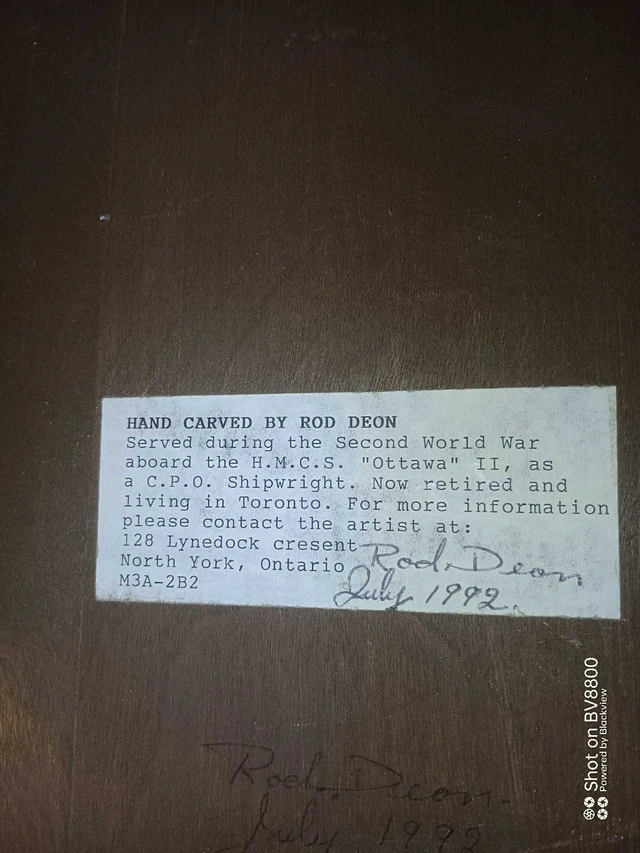 HAND CARVED BY ROD DEON
Served during the Second World War
aboard the H.M.C.S. "Ottawa" II, as
a C.P.O. Shipwright. Now retired and
living in Toronto. For more information
please contact the artist at:
128 Lynedock cresent
North York, Ontario
M3A-2B2
Rod Deon
July 1992.
Rod Deon.
July 1992
Shot on BV8800
Powered by Blackview